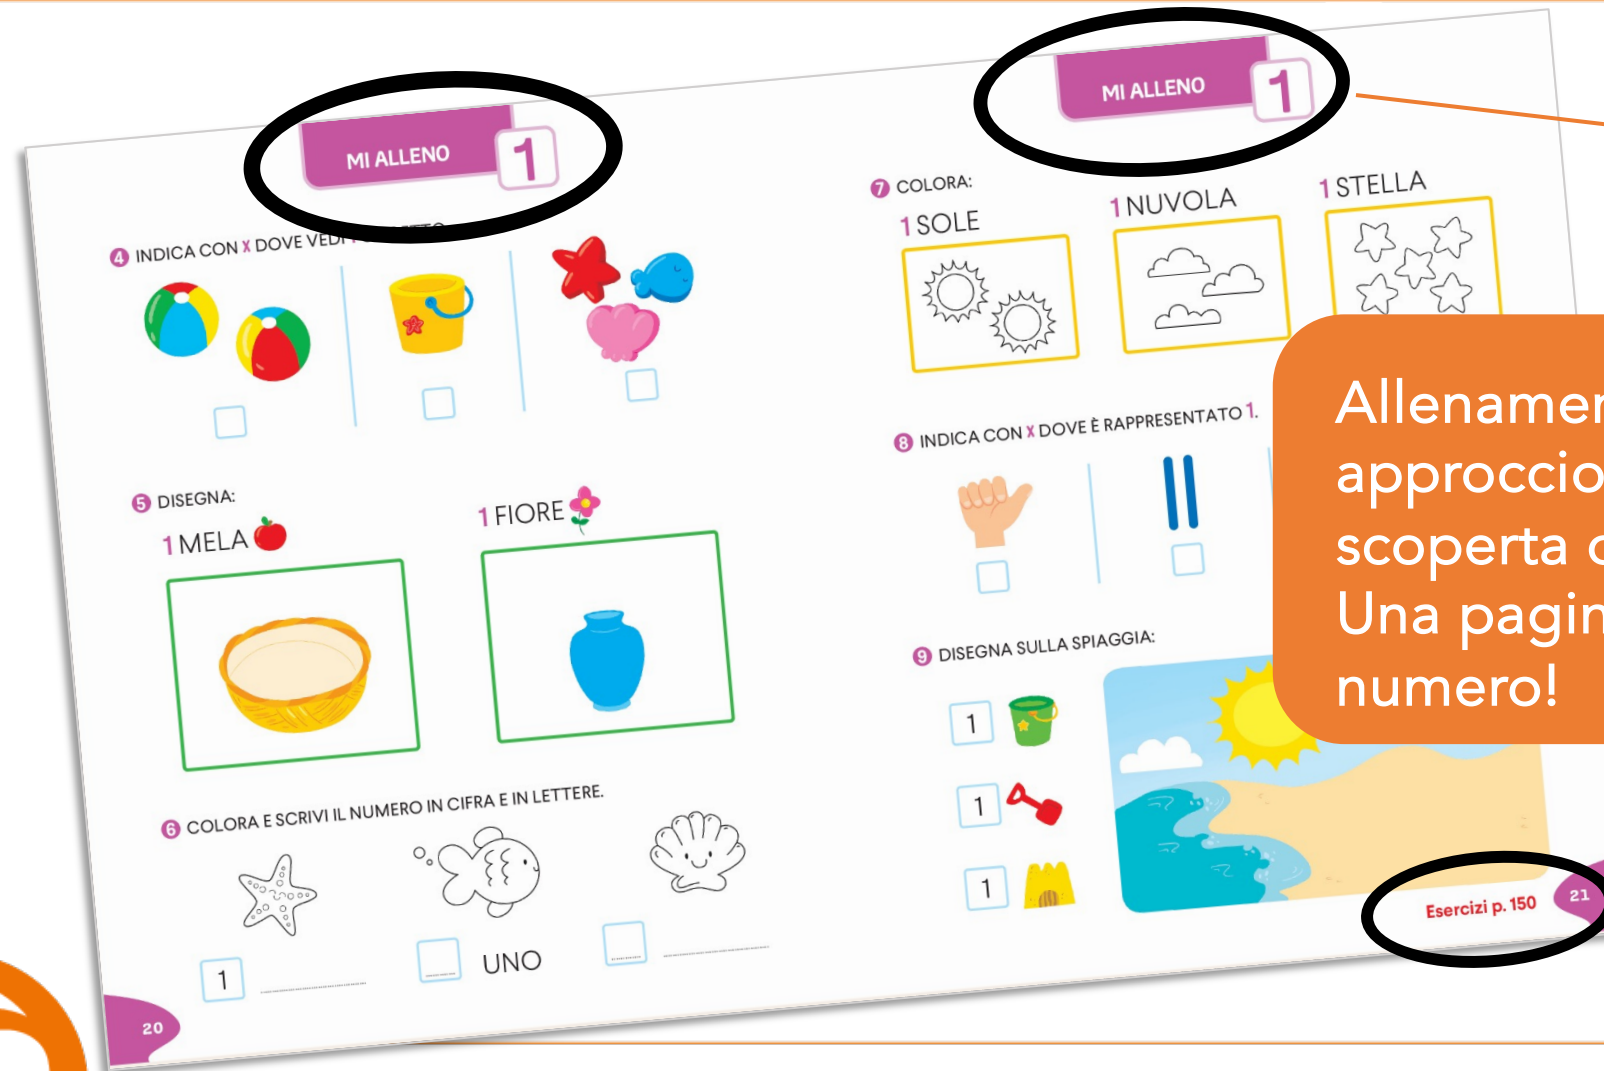 MI ALLENO 1
4 INDICA CON X DOVE VEDI
1 MELA
5 DISEGNA:
1 FIORE
6 COLORA E SCRIVI IL NUMERO IN CIFRA E IN LETTERE.
1
UNO
20
MI ALLENO 1
7 COLORA:
1 SOLE
1 NUVOLA
1 STELLA
8 INDICA CON X DOVE È RAPPRESENTATO 1.
9 DISEGNA SULLA SPIAGGIA:
1
1
1
Esercizi p. 150
21
approccio
scoperta
Una
numero!